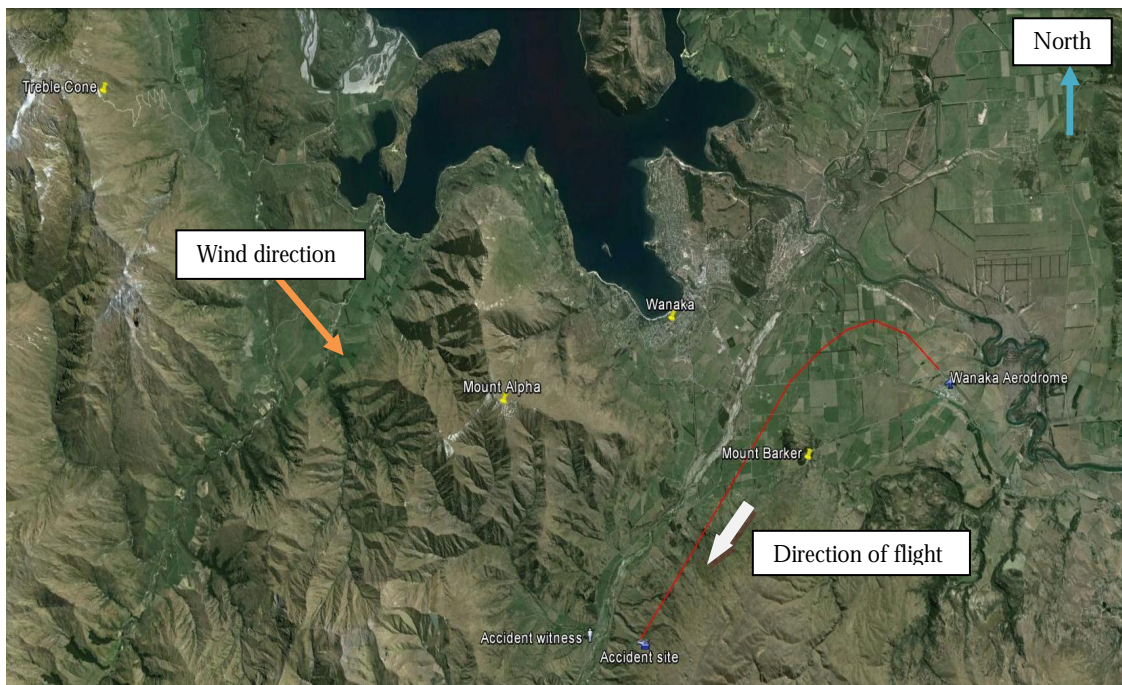 North
Treble Cone
Wind direction
Wanaka
Wanaka Aerodrome
Mount Alpha
Mount Barker
Direction of flight
Accident witness
Accident site